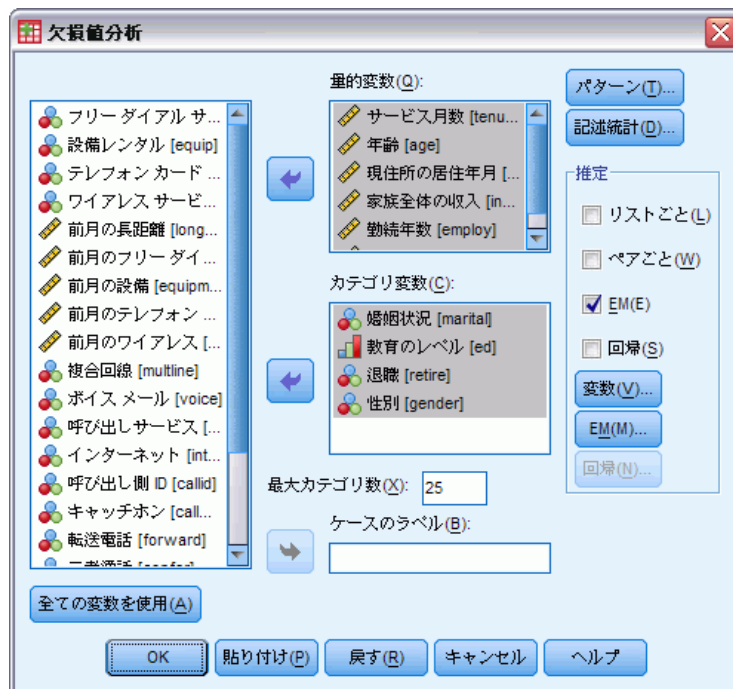 欠損値分析
フリー ダイアル サ...
設備レンタル [equip]
テレフォン カード ...
ワイアレス サービ...
前月の長距離 [long...
前月のフリー ダイ...
前月の設備 [equipm...
前月のテレフォン ...
前月のワイアレス [...
複合回線 [multline]
ボイス メール [voice]
呼び出しサービス [...
インターネット [int...
呼び出し側 ID [callid]
キャッチホン [call...
転送電話 [forward]
全ての変数を使用(A)
量的変数(Q):
サービス月数 [tenu...
年齢 [age]
現住所の居住年月 [...
家族全体の収入 [in...
勤続年数 [employ]
カテゴリ変数(C):
婚姻状況 [marital]
教育のレベル [ed]
退職 [retire]
性別 [gender]
最大カテゴリ数(X): 25
ケースのラベル(B):
パターン(T)...
記述統計(D)...
推定
リストごと(L)
ペアごと(W)
EM(E)
回帰(S)
変数(V)...
EM(M)...
回帰(N)...
OK
貼り付け(P)
戻す(R)
キャンセル
ヘルプ